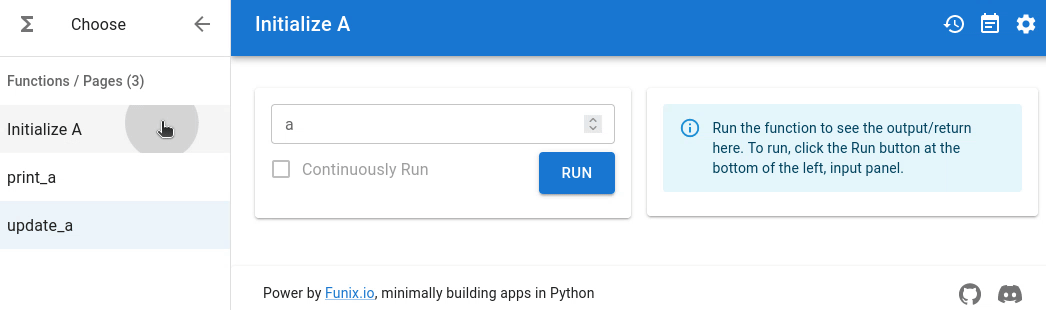 Choose
Initialize A
Functions / Pages (3)
Initialize A
print_a
update_a
a
Continuously Run
RUN
Run the function to see the output/return
here. To run, click the Run button at the
bottom of the left, input panel.
Power by Funix.io, minimally building apps in Python